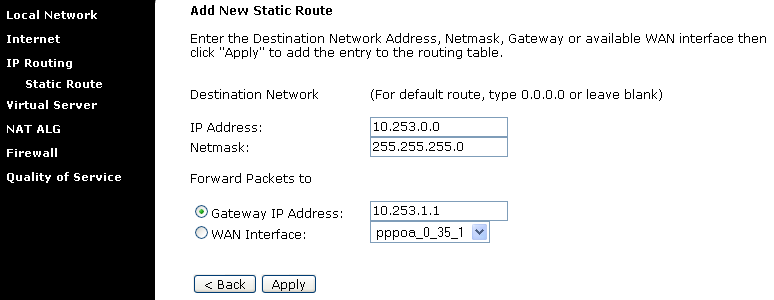 Local Network
Internet
IP Routing
Static Route
Virtual Server
NAT ALG
Firewall
Quality of Service
Add New Static Route
Enter the Destination Network Address, Netmask, Gateway or available WAN interface then
click "Apply" to add the entry to the routing table.
Destination Network (For default route, type 0.0.0.0 or leave blank)
IP Address: 10.253.0.0
Netmask: 255.255.255.0
Forward Packets to
Gateway IP Address: 10.253.1.1
WAN Interface: pppoa_0_35_1
< Back Apply